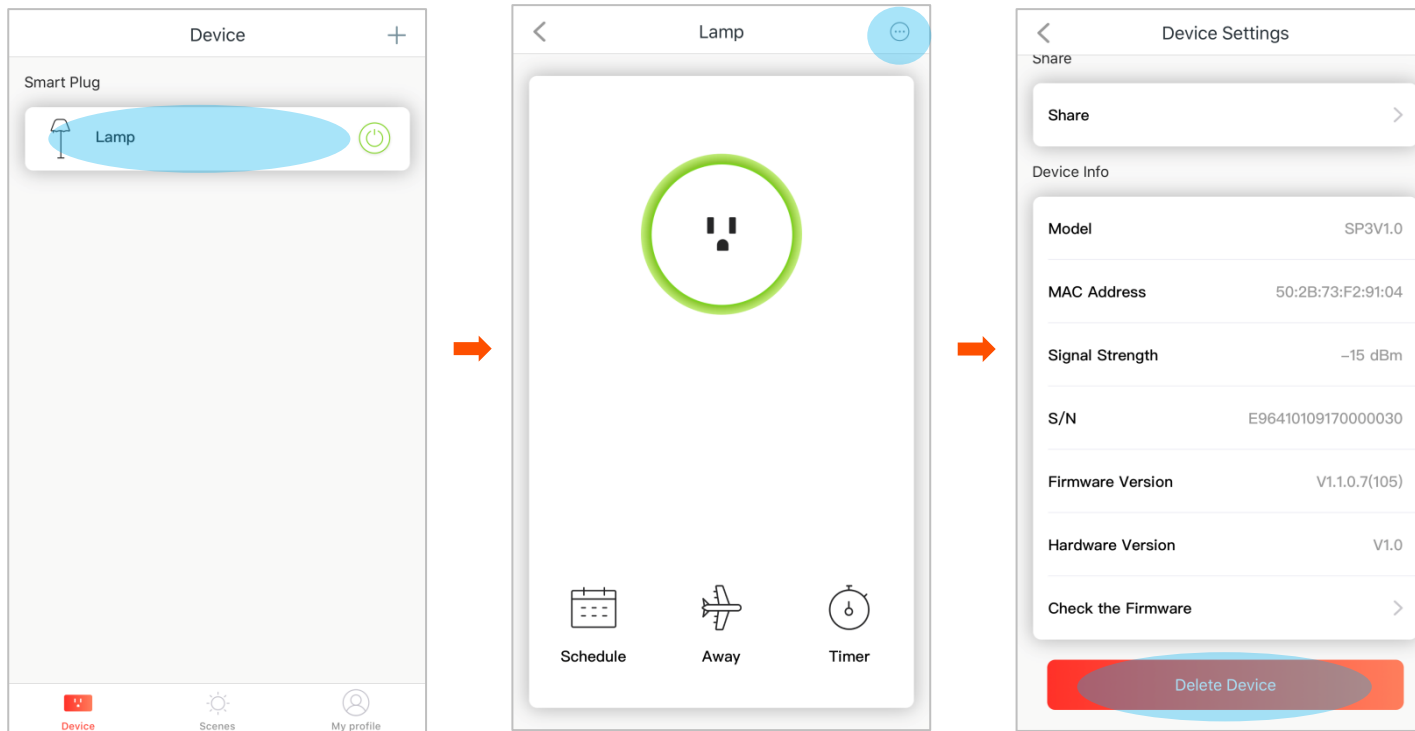 Device
Smart Plug
Lamp
Device
Scenes
My profile
Lamp
Schedule
Away
Timer
Device Settings
Share
Share
Device Info
Model SP3V1.0
MAC Address 50:2B:73:F2:91:04
Signal Strength –15 dBm
S/N E96410109170000030
Firmware Version V1.1.0.7(105)
Hardware Version V1.0
Check the Firmware
Delete Device